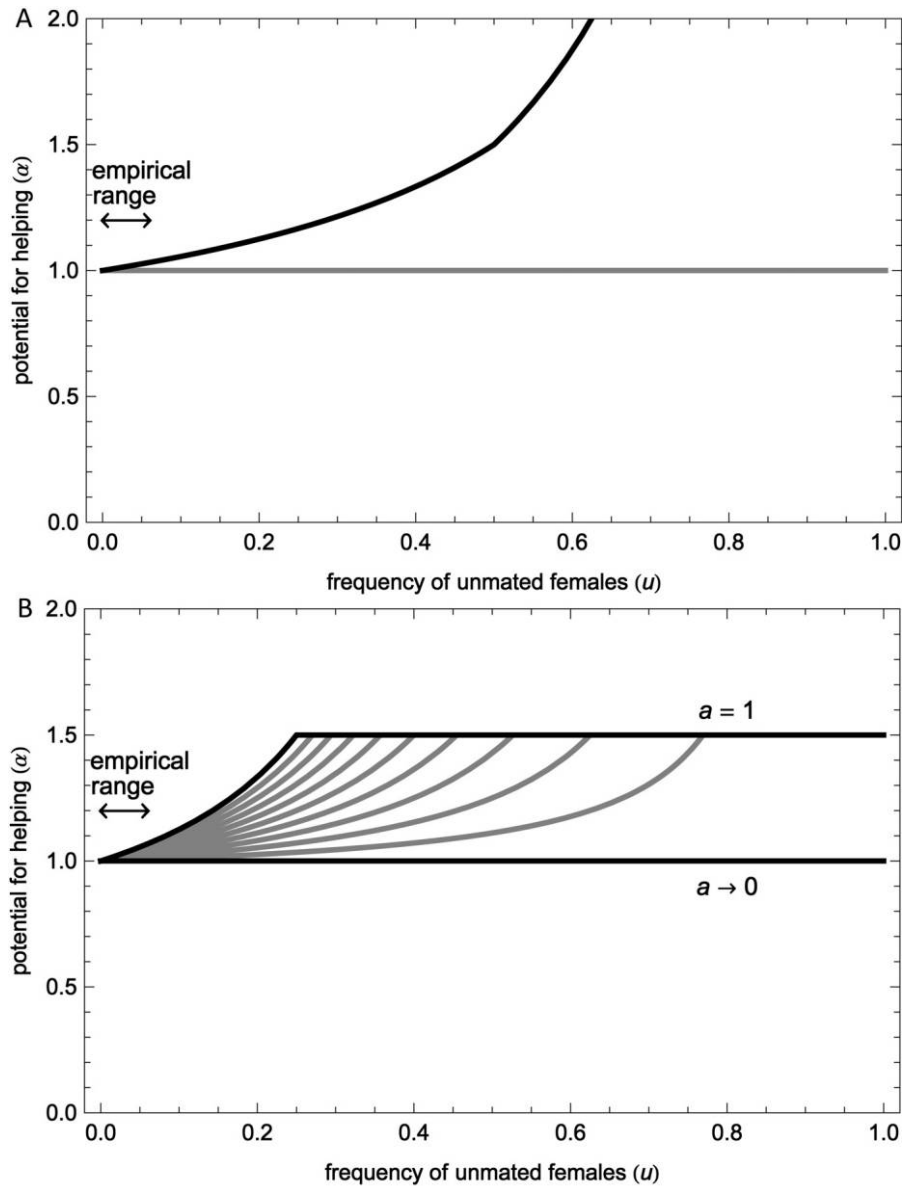 A
2.0
1.5
1.0
0.5
0.0
potential for helping (α)
empirical
range
0.0 0.2 0.4 0.6 0.8 1.0
frequency of unmated females (u)
B
2.0
1.5
1.0
0.5
0.0
potential for helping (α)
empirical
range
a = 1
a → 0
0.0 0.2 0.4 0.6 0.8 1.0
frequency of unmated females (u)